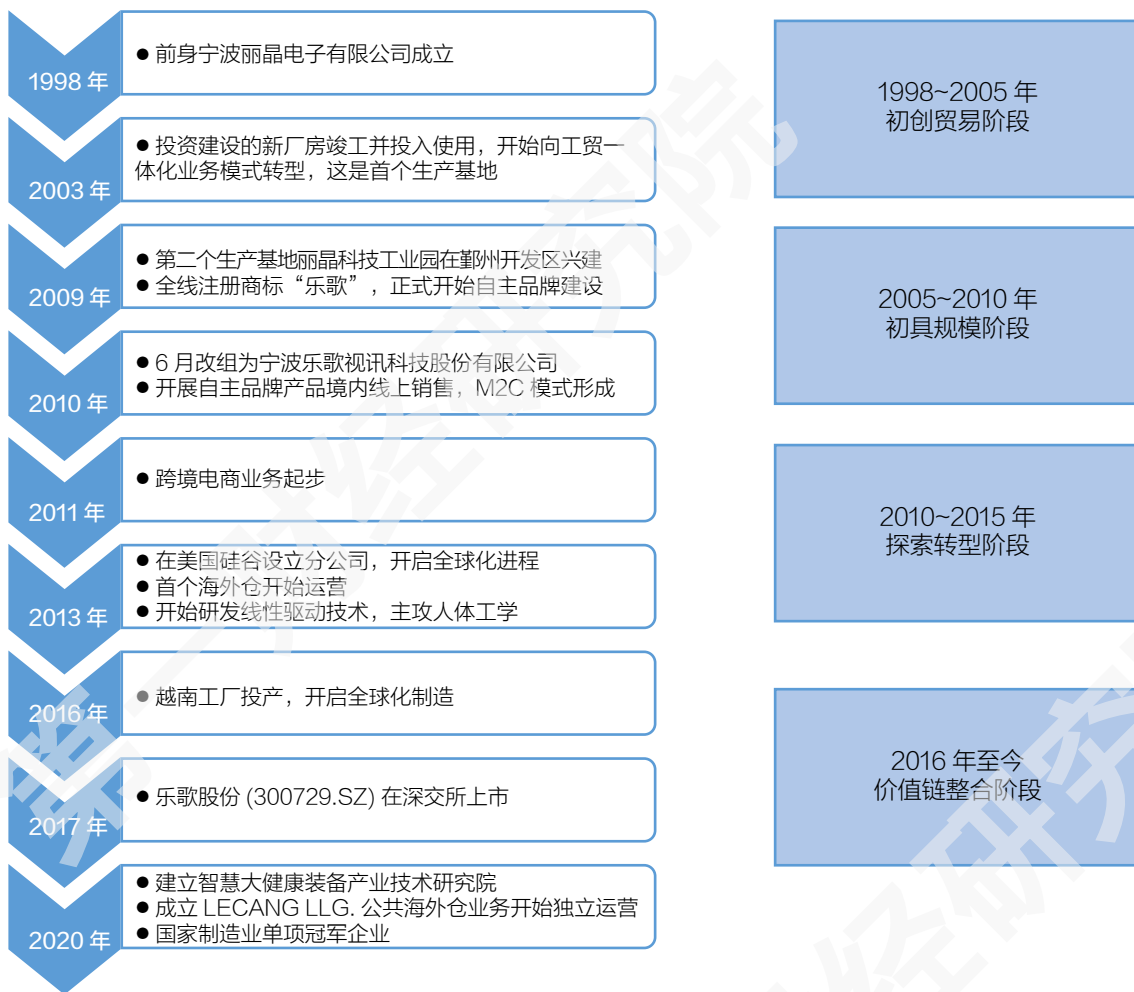 1998 年
● 前身宁波丽晶电子有限公司成立
2003 年
● 投资建设的新厂房竣工并投入使用，开始向工贸一
体化业务模式转型，这是首个生产基地
2009 年
● 第二个生产基地丽晶科技工业园在鄞州开发区兴建
● 全线注册商标“乐歌”，正式开始自主品牌建设
2010 年
● 6 月改组为宁波乐歌视讯科技股份有限公司
● 开展自主品牌产品境内线上销售，M2C 模式形成
2011 年
● 跨境电商业务起步
2013 年
● 在美国硅谷设立分公司，开启全球化进程
● 首个海外仓开始运营
● 开始研发线性驱动技术，主攻人体工学
2016 年
● 越南工厂投产，开启全球化制造
2017 年
● 乐歌股份 (300729.SZ) 在深交所上市
2020 年
● 建立智慧大健康装备产业技术研究院
● 成立 LECANG LLG. 公共海外仓业务开始独立运营
● 国家制造业单项冠军企业
1998~2005 年
初创贸易阶段
2005~2010 年
初具规模阶段
2010~2015 年
探索转型阶段
2016 年至今
价值链整合阶段
第一财经研究院
财经研究